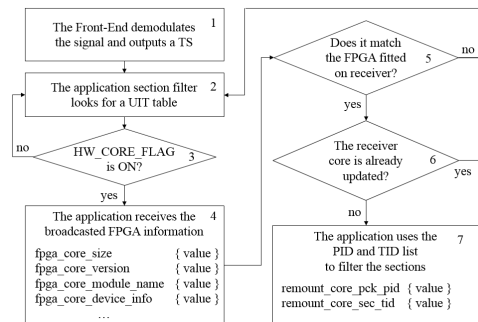 The Front-End demodulates 1
the signal and outputs a TS
The application section filter 2
looks for a UIT table
no
HW_CORE_FLAG
is ON? 3
yes
The application receives the 4
broadcasted FPGA information
fpga_core_size { value }
fpga_core_version { value }
fpga_core_module_name { value }
fpga_core_device_info { value }
...
Does it match
the FPGA fitted
on receiver? 5
no
yes
The receiver
core is already 6
updated?
yes
no
The application uses the 7
PID and TID list
to filter the sections
remount_core_pck_pid { value }
remount_core_sec_tid { value }